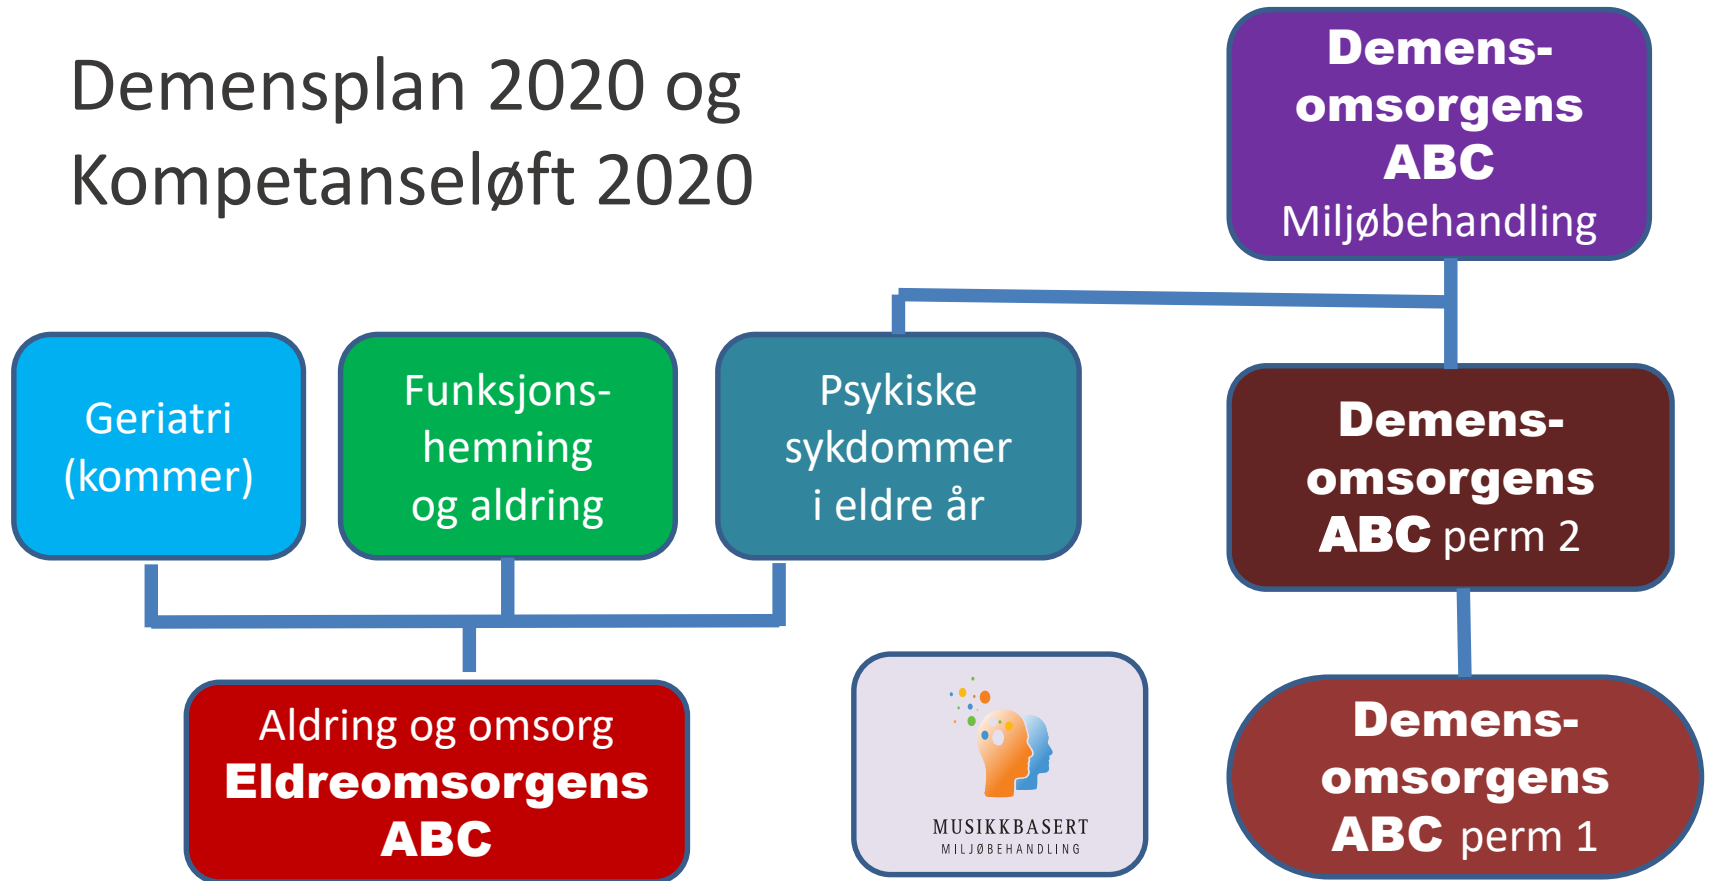 Demensplan 2020 og
Kompetanseløft 2020
Demens-
omsorgens
ABC
Miljøbehandling
Geriatri
(kommer)
Funksjons-
hemning
og aldring
Psykiske
sykdommer
i eldre år
Demens-
omsorgens
ABC perm 2
Aldring og omsorg
Eldreomsorgens
ABC
MUSIKKBASERT
MILJØBEHANDLING
Demens-
omsorgens
ABC perm 1